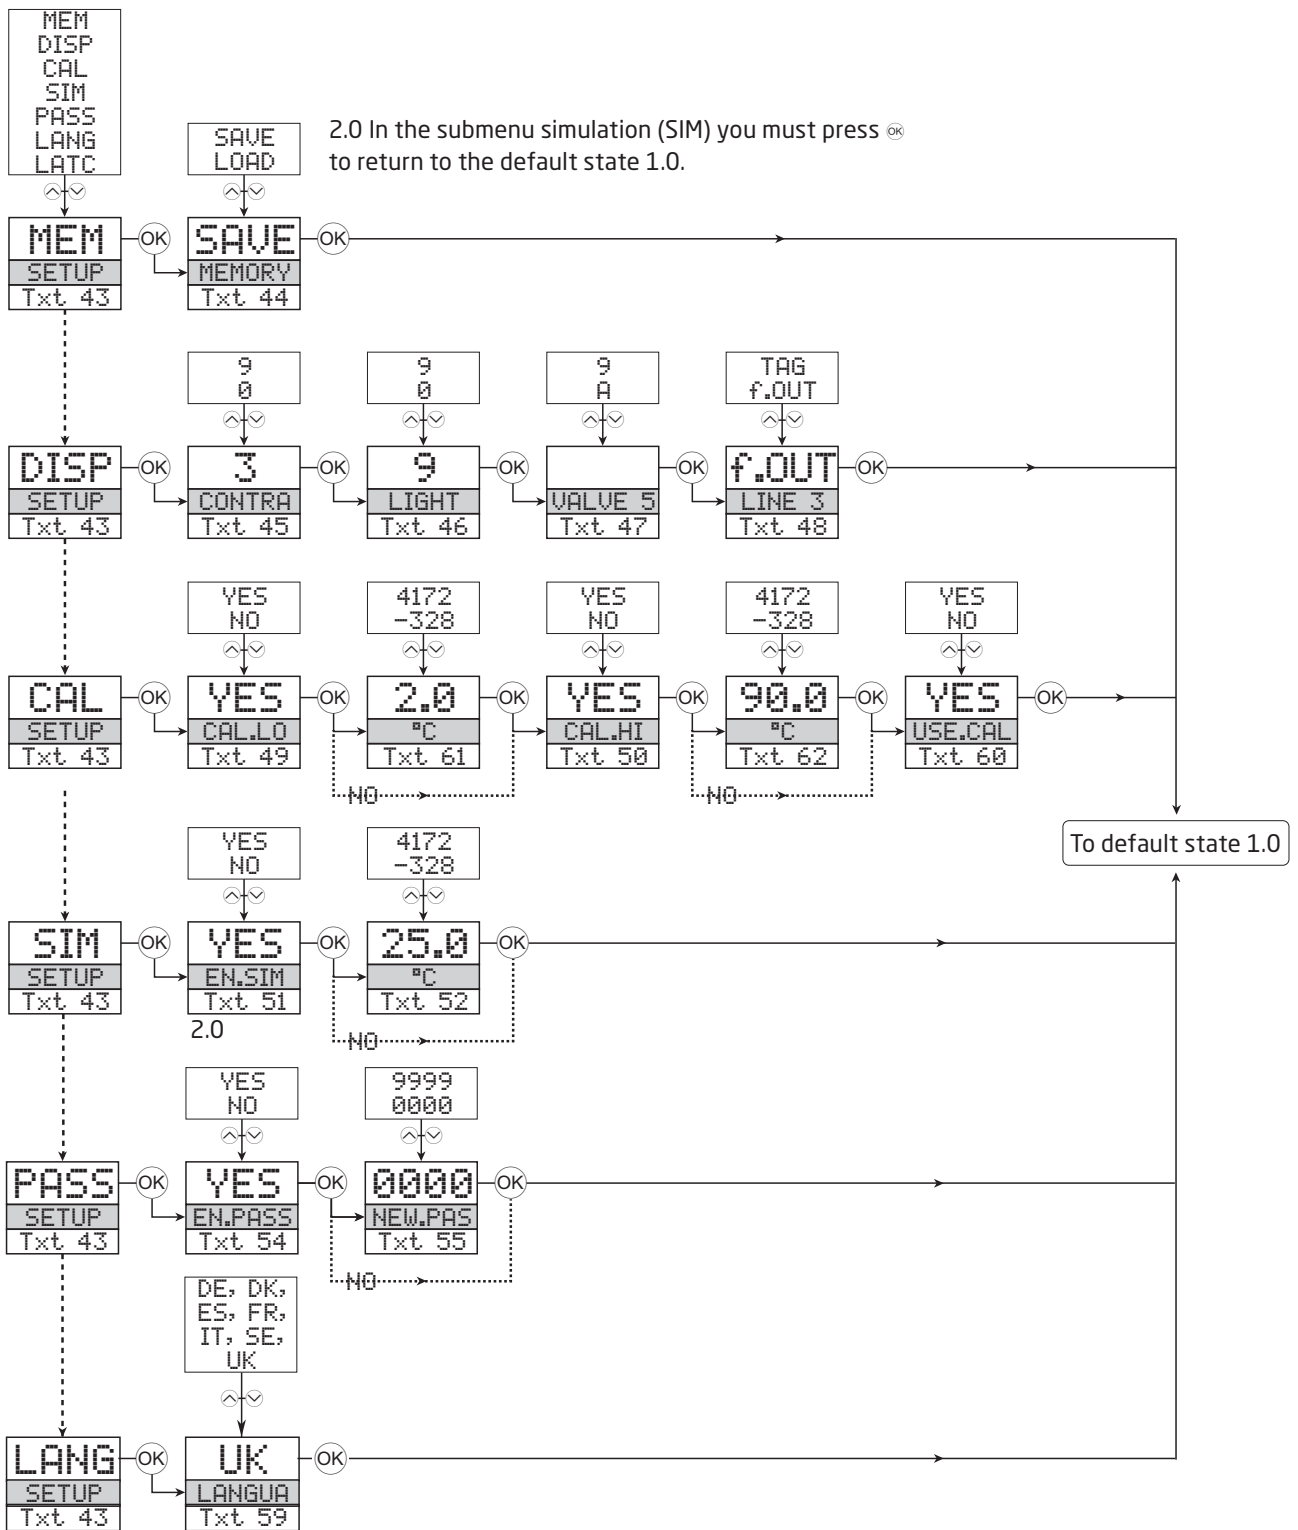 MEM
DISP
CAL
SIM
PASS
LANG
LATC
SAVE
LOAD
2.0 In the submenu simulation (SIM) you must press OK
to return to the default state 1.0.
MEM OK SAVE OK
SETUP MEMORY
Txt 43 Txt 44
9 9 9 TAG
0 0 A f.OUT
DISP OK 3 OK 9 OK OK f.OUT OK
SETUP CONTRA LIGHT VALVE 5 LINE 3
Txt 43 Txt 45 Txt 46 Txt 47 Txt 48
YES 4172 YES 4172 YES
NO -328 NO -328 NO
CAL OK YES OK 2.0 OK YES OK 90.0 OK YES OK
SETUP CAL.LO °C CAL.HI °C USE.CAL
Txt 43 Txt 49 Txt 61 Txt 50 Txt 62 Txt 60
NO NO
To default state 1.0
YES 4172
NO -328
SIM OK YES OK 25.0 OK
SETUP EN.SIM °C
Txt 43 Txt 51 Txt 52
2.0
NO
YES 9999
NO 0000
PASS OK YES OK 0000 OK
SETUP EN.PASS NEW.PAS
Txt 43 Txt 54 Txt 55
NO
DE, DK,
ES, FR,
IT, SE,
UK
LANG OK UK OK
SETUP LANGUA
Txt 43 Txt 59